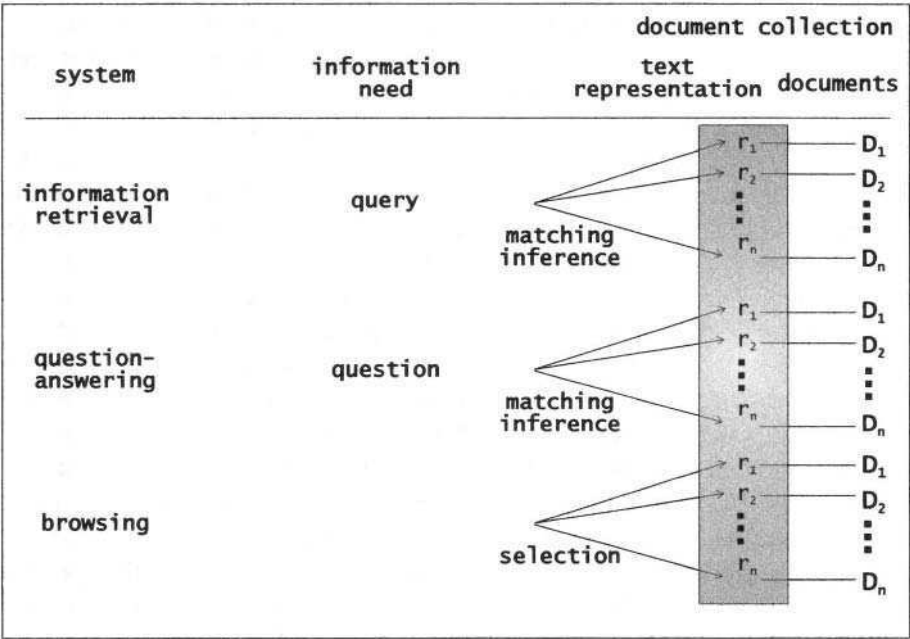 document collection
system
information
need
text
representation
documents
information
retrieval
query
matching
inference
r₁
r₂
rₙ
D₁
D₂
Dₙ
question-
answering
question
matching
inference
r₁
r₂
rₙ
D₁
D₂
Dₙ
browsing
selection
r₁
r₂
rₙ
D₁
D₂
Dₙ